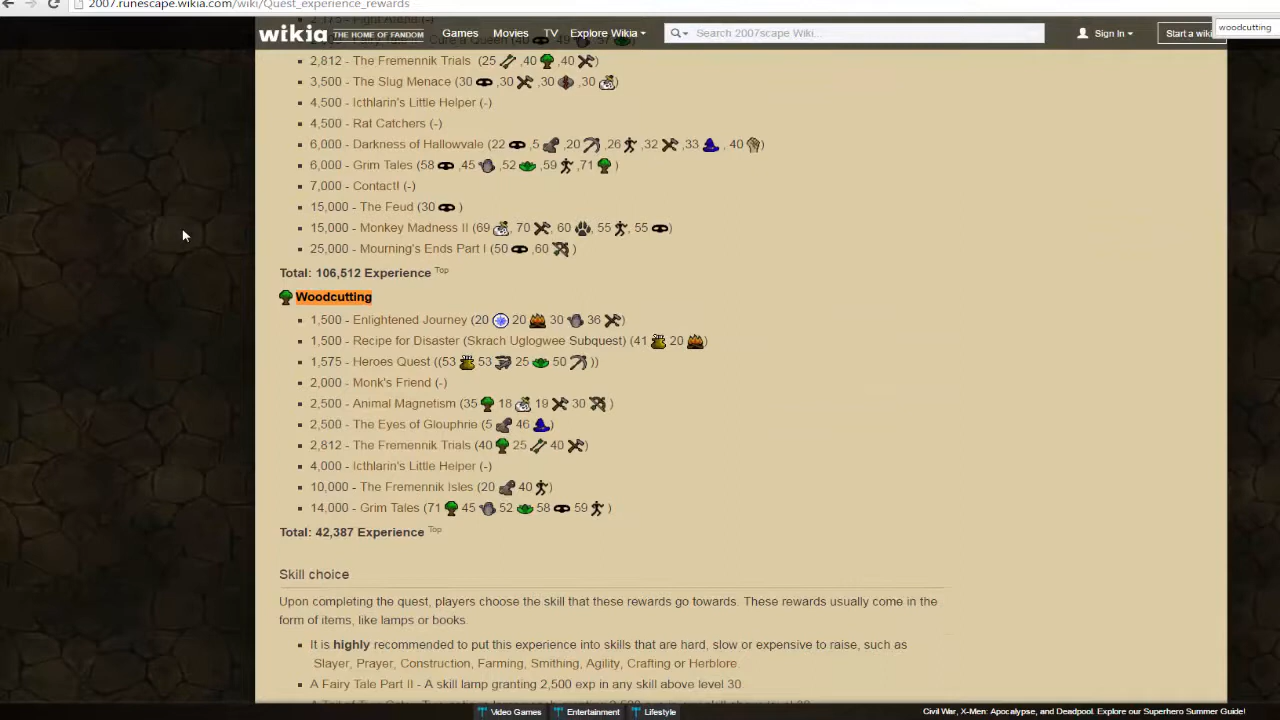 2007.runescape.wikia.com/wiki/Quest_experience_rewards
wikia THE HOME OF FANDOM Games Movies TV Explore Wikia Search 2007scape Wiki... Sign In Start a wiki
woodcutting
2,812 - The Fremennik Trials (25 ,40 ,40 )
3,500 - The Slug Menace (30 ,30 ,30 ,30 )
4,500 - Icthlarin's Little Helper (-)
4,500 - Rat Catchers (-)
6,000 - Darkness of Hallowvale (22 ,5 ,20 ,26 ,32 ,33 , 40 )
6,000 - Grim Tales (58 ,45 ,52 ,59 ,71 )
7,000 - Contact! (-)
15,000 - The Feud (30 )
15,000 - Monkey Madness II (69 , 70 , 60 , 55 , 55 )
25,000 - Mourning's Ends Part I (50 ,60 )
Total: 106,512 Experience Top
Woodcutting
1,500 - Enlightened Journey (20 20 30 36 )
1,500 - Recipe for Disaster (Skrach Uglogwee Subquest) (41 20 )
1,575 - Heroes Quest ((53 53 25 50 ))
2,000 - Monk's Friend (-)
2,500 - Animal Magnetism (35 18 19 30 )
2,500 - The Eyes of Glouphrie (5 46 )
2,812 - The Fremennik Trials (40 25 40 )
4,000 - Icthlarin's Little Helper (-)
10,000 - The Fremennik Isles (20 40 )
14,000 - Grim Tales (71 45 52 58 59 )
Total: 42,387 Experience Top
Skill choice
Upon completing the quest, players choose the skill that these rewards go towards. These rewards usually come in the
form of items, like lamps or books.
It is highly recommended to put this experience into skills that are hard, slow or expensive to raise, such as
Slayer, Prayer, Construction, Farming, Smithing, Agility, Crafting or Herblore.
A Fairy Tale Part II - A skill lamp granting 2,500 exp in any skill above level 30
Video Games Entertainment Lifestyle Civil War, X-Men: Apocalypse, and Deadpool. Explore our Superhero Summer Guide!